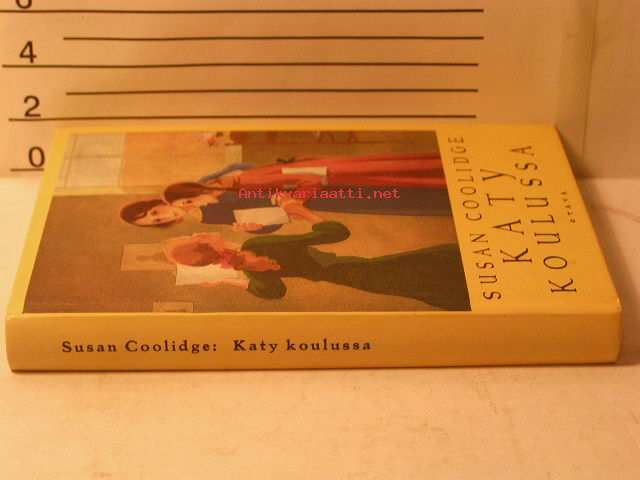 6
4
2
0
SUSAN COOLIDGE
KATY
KOULUSSA
OTAVA
Antikvariaatti.net
Susan Coolidge: Katy koulussa